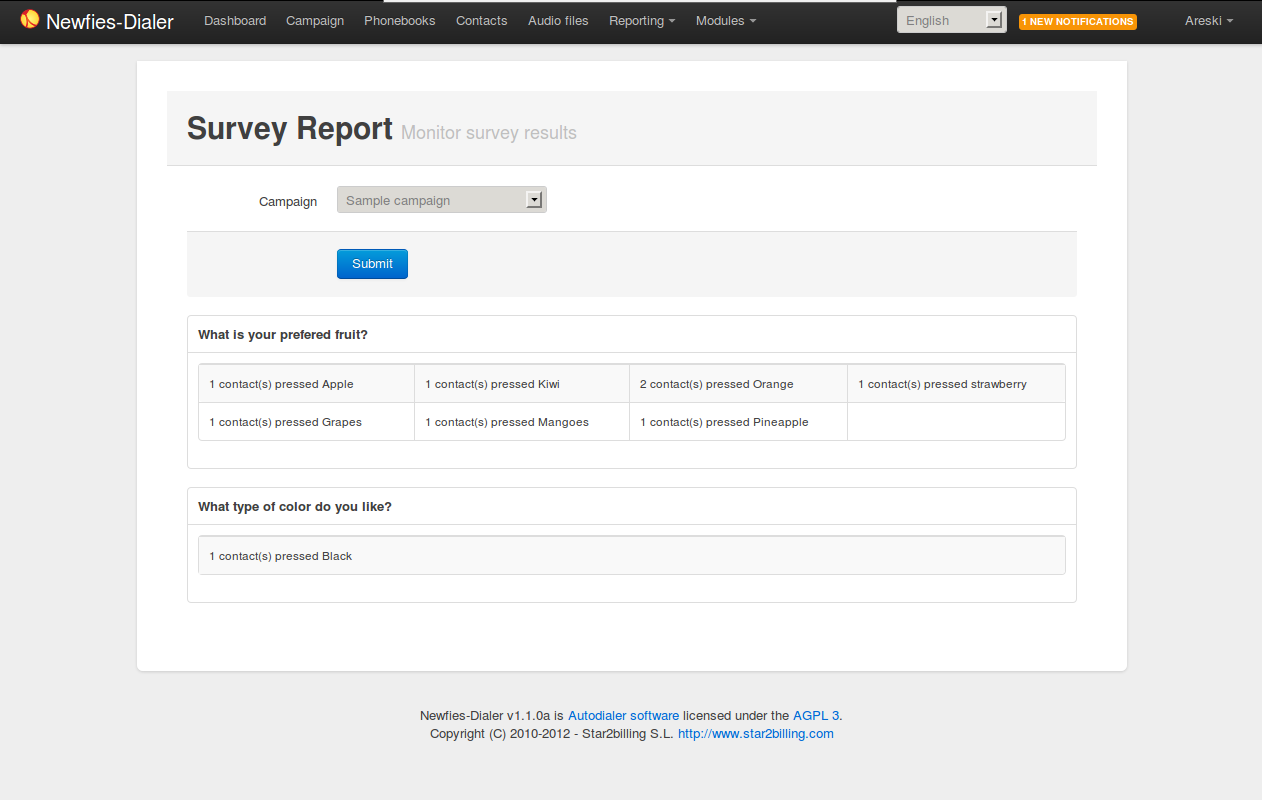 Newfies-Dialer Dashboard Campaign Phonebooks Contacts Audio files Reporting Modules English 1 NEW NOTIFICATIONS Areski
Survey Report Monitor survey results
Campaign Sample campaign
Submit
What is your prefered fruit?
1 contact(s) pressed Apple 1 contact(s) pressed Kiwi 2 contact(s) pressed Orange 1 contact(s) pressed strawberry
1 contact(s) pressed Grapes 1 contact(s) pressed Mangoes 1 contact(s) pressed Pineapple
What type of color do you like?
1 contact(s) pressed Black
Newfies-Dialer v1.1.0a is Autodialer software licensed under the AGPL 3.
Copyright (C) 2010-2012 - Star2billing S.L. http://www.star2billing.com